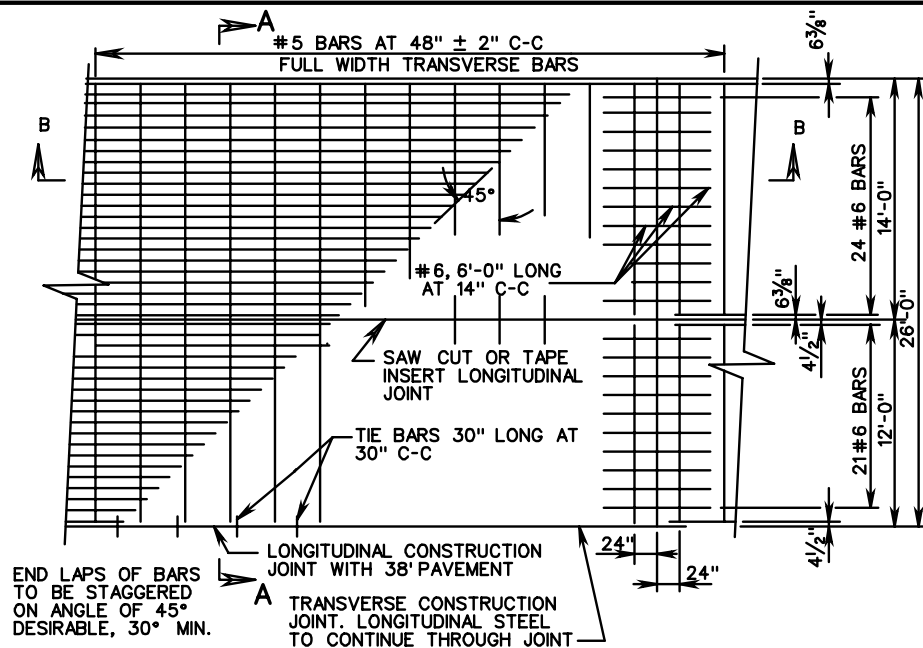 A
#5 BARS AT 48" ± 2" C-C
FULL WIDTH TRANSVERSE BARS
6⅜"
B
B
45°
24 #6 BARS
14'-0"
#6, 6'-0" LONG
AT 14" C-C
6⅜"
4½"
26'-0"
SAW CUT OR TAPE
INSERT LONGITUDINAL
JOINT
TIE BARS 30" LONG AT
30" C-C
21 #6 BARS
12'-0"
4½"
24"
24"
LONGITUDINAL CONSTRUCTION
JOINT WITH 38' PAVEMENT
A
END LAPS OF BARS
TO BE STAGGERED
ON ANGLE OF 45°
DESIRABLE, 30° MIN.
TRANSVERSE CONSTRUCTION
JOINT. LONGITUDINAL STEEL
TO CONTINUE THROUGH JOINT